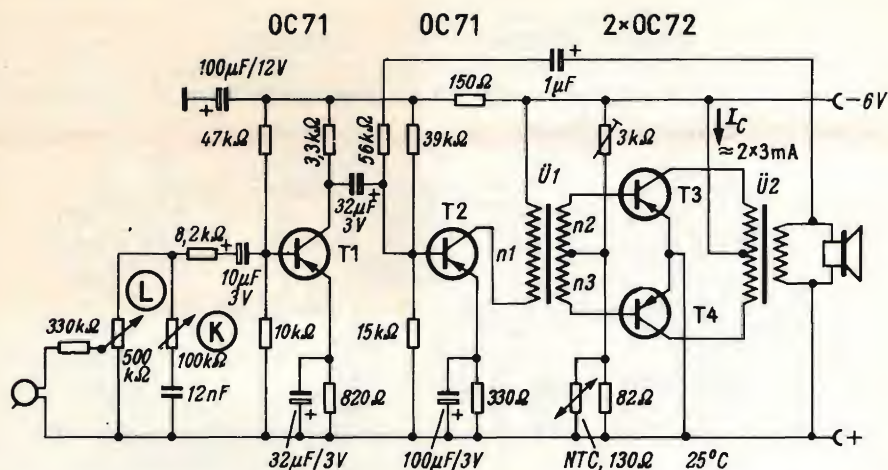 OC71
OC71
2×OC72
100µF/12V
150Ω
1µF
−6V
I_C
≈2×3mA
47kΩ
3,3kΩ
56kΩ
39kΩ
3kΩ
Ü1
T3
Ü2
32µF
3V
T2
8,2kΩ
T1
n1
n2
n3
10µF
3V
L
K
T4
330kΩ
500
kΩ
100kΩ
10kΩ
15kΩ
12nF
820Ω
330Ω
82Ω
32µF/3V
100µF/3V
NTC, 130Ω
25°C
+